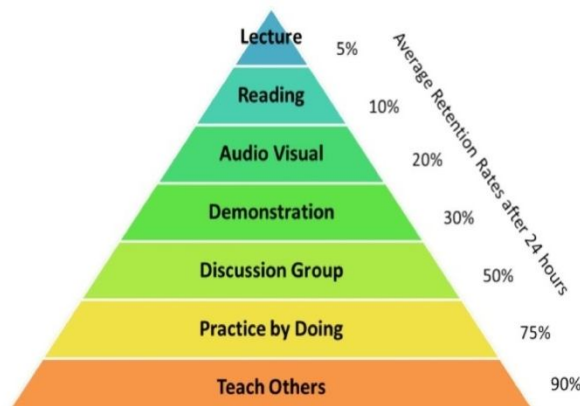 Lecture
5%
Reading
10%
Audio Visual
20%
Demonstration
30%
Discussion Group
50%
Practice by Doing
75%
Teach Others
90%
Average Retention Rates after 24 hours